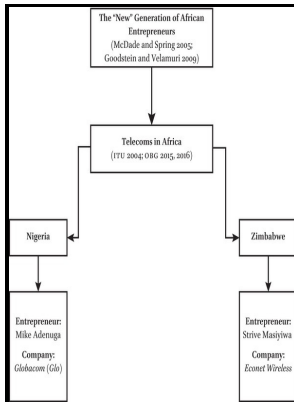 The "New" Generation of African
Entrepreneurs
(McDade and Spring 2005;
Goodstein and Velamuri 2009)
Telecoms in Africa
(ITU 2004; OBG 2015, 2016)
Nigeria
Zimbabwe
Entrepreneur:
Mike Adenuga
Company:
Globacom (Glo)
Entrepreneur:
Strive Masiyiwa
Company:
Econet Wireless